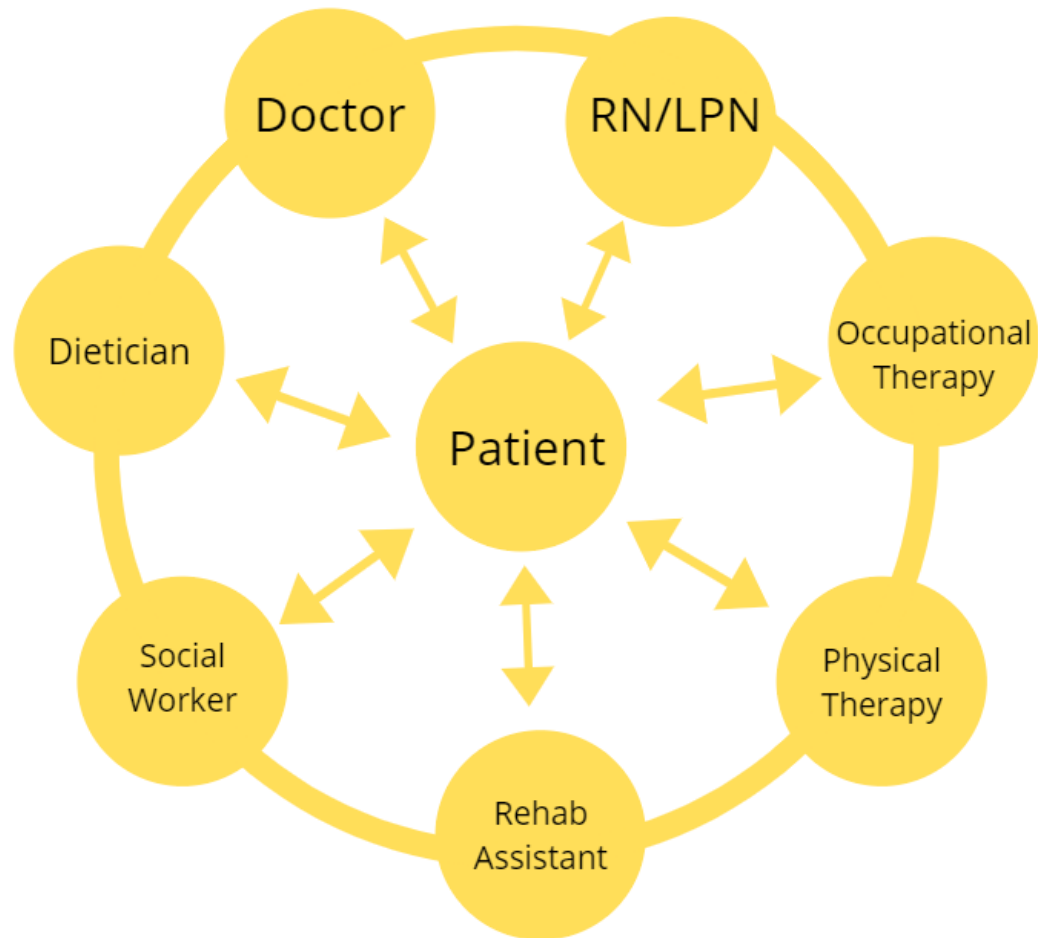 Doctor
RN/LPN
Dietician
Occupational
Therapy
Patient
Social
Worker
Physical
Therapy
Rehab
Assistant